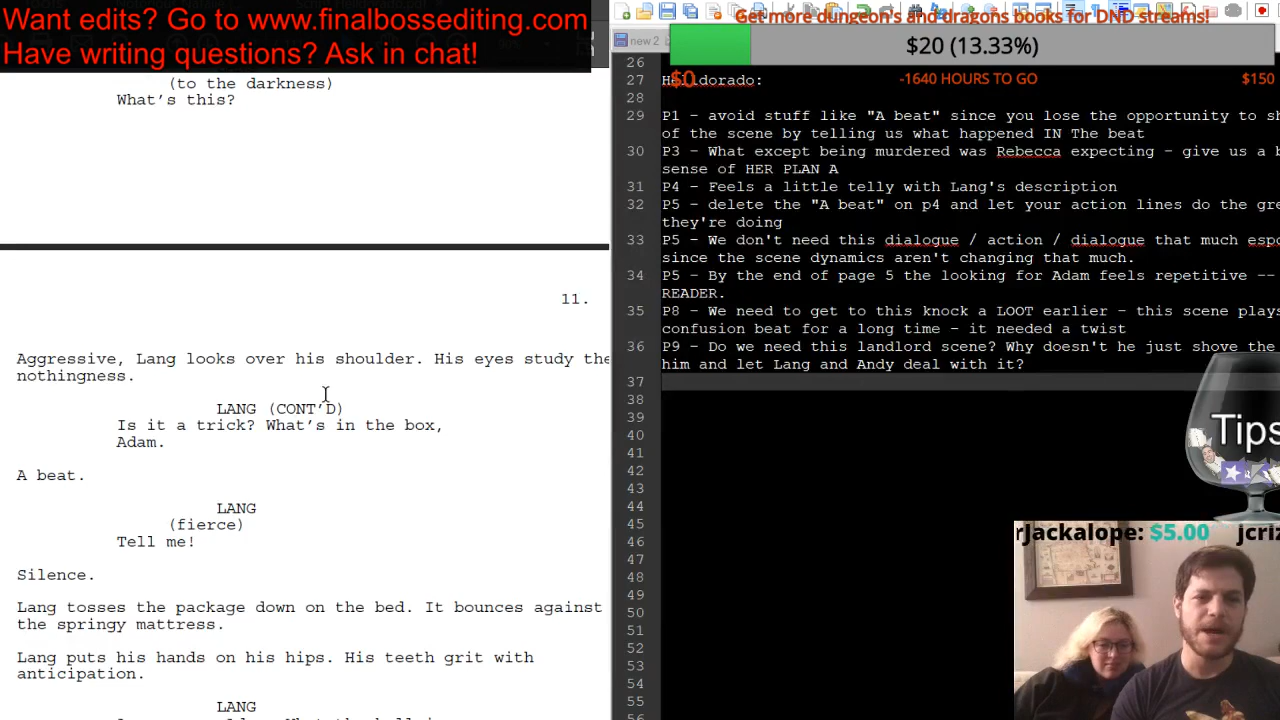 Want edits? Go to www.finalbossediting.com
Have writing questions? Ask in chat!
(to the darkness)
What's this?
11.
Aggressive, Lang looks over his shoulder. His eyes study the
nothingness.
LANG (CONT'D)
Is it a trick? What's in the box,
Adam.
A beat.
LANG
(fierce)
Tell me!
Silence.
Lang tosses the package down on the bed. It bounces against
the springy mattress.
Lang puts his hands on his hips. His teeth grit with
anticipation.
LANG
Get more dungeon's and dragons books for DND streams!
new 2
$20 (13.33%)
$0
-1640 HOURS TO GO
$150
26
27
28
P1 - avoid stuff like "A beat" since you lose the opportunity to
29
of the scene by telling us what happened IN The beat
30 P3 - What except being murdered was Rebecca expecting - give us a
sense of HER PLAN A
31 P4 - Feels a little telly with Lang's description
32 P5 - delete the "A beat" on p4 and let your action lines do the
they're doing
33 P5 - We don't need this dialogue / action / dialogue that much
since the scene dynamics aren't changing that much.
34 P5 - By the end of page 5 the looking for Adam feels repetitive --
READER.
35 P8 - We need to get to this knock a LOOT earlier - this scene plays
confusion beat for a long time - it needed a twist
36 P9 - Do we need this landlord scene? Why doesn't he just shove the
him and let Lang and Andy deal with it?
37
38
39
40
41
42
43
44
45
46
47
48
49
50
51
52
53
54
55
Tips
rJackalope: $5.00 jcriz